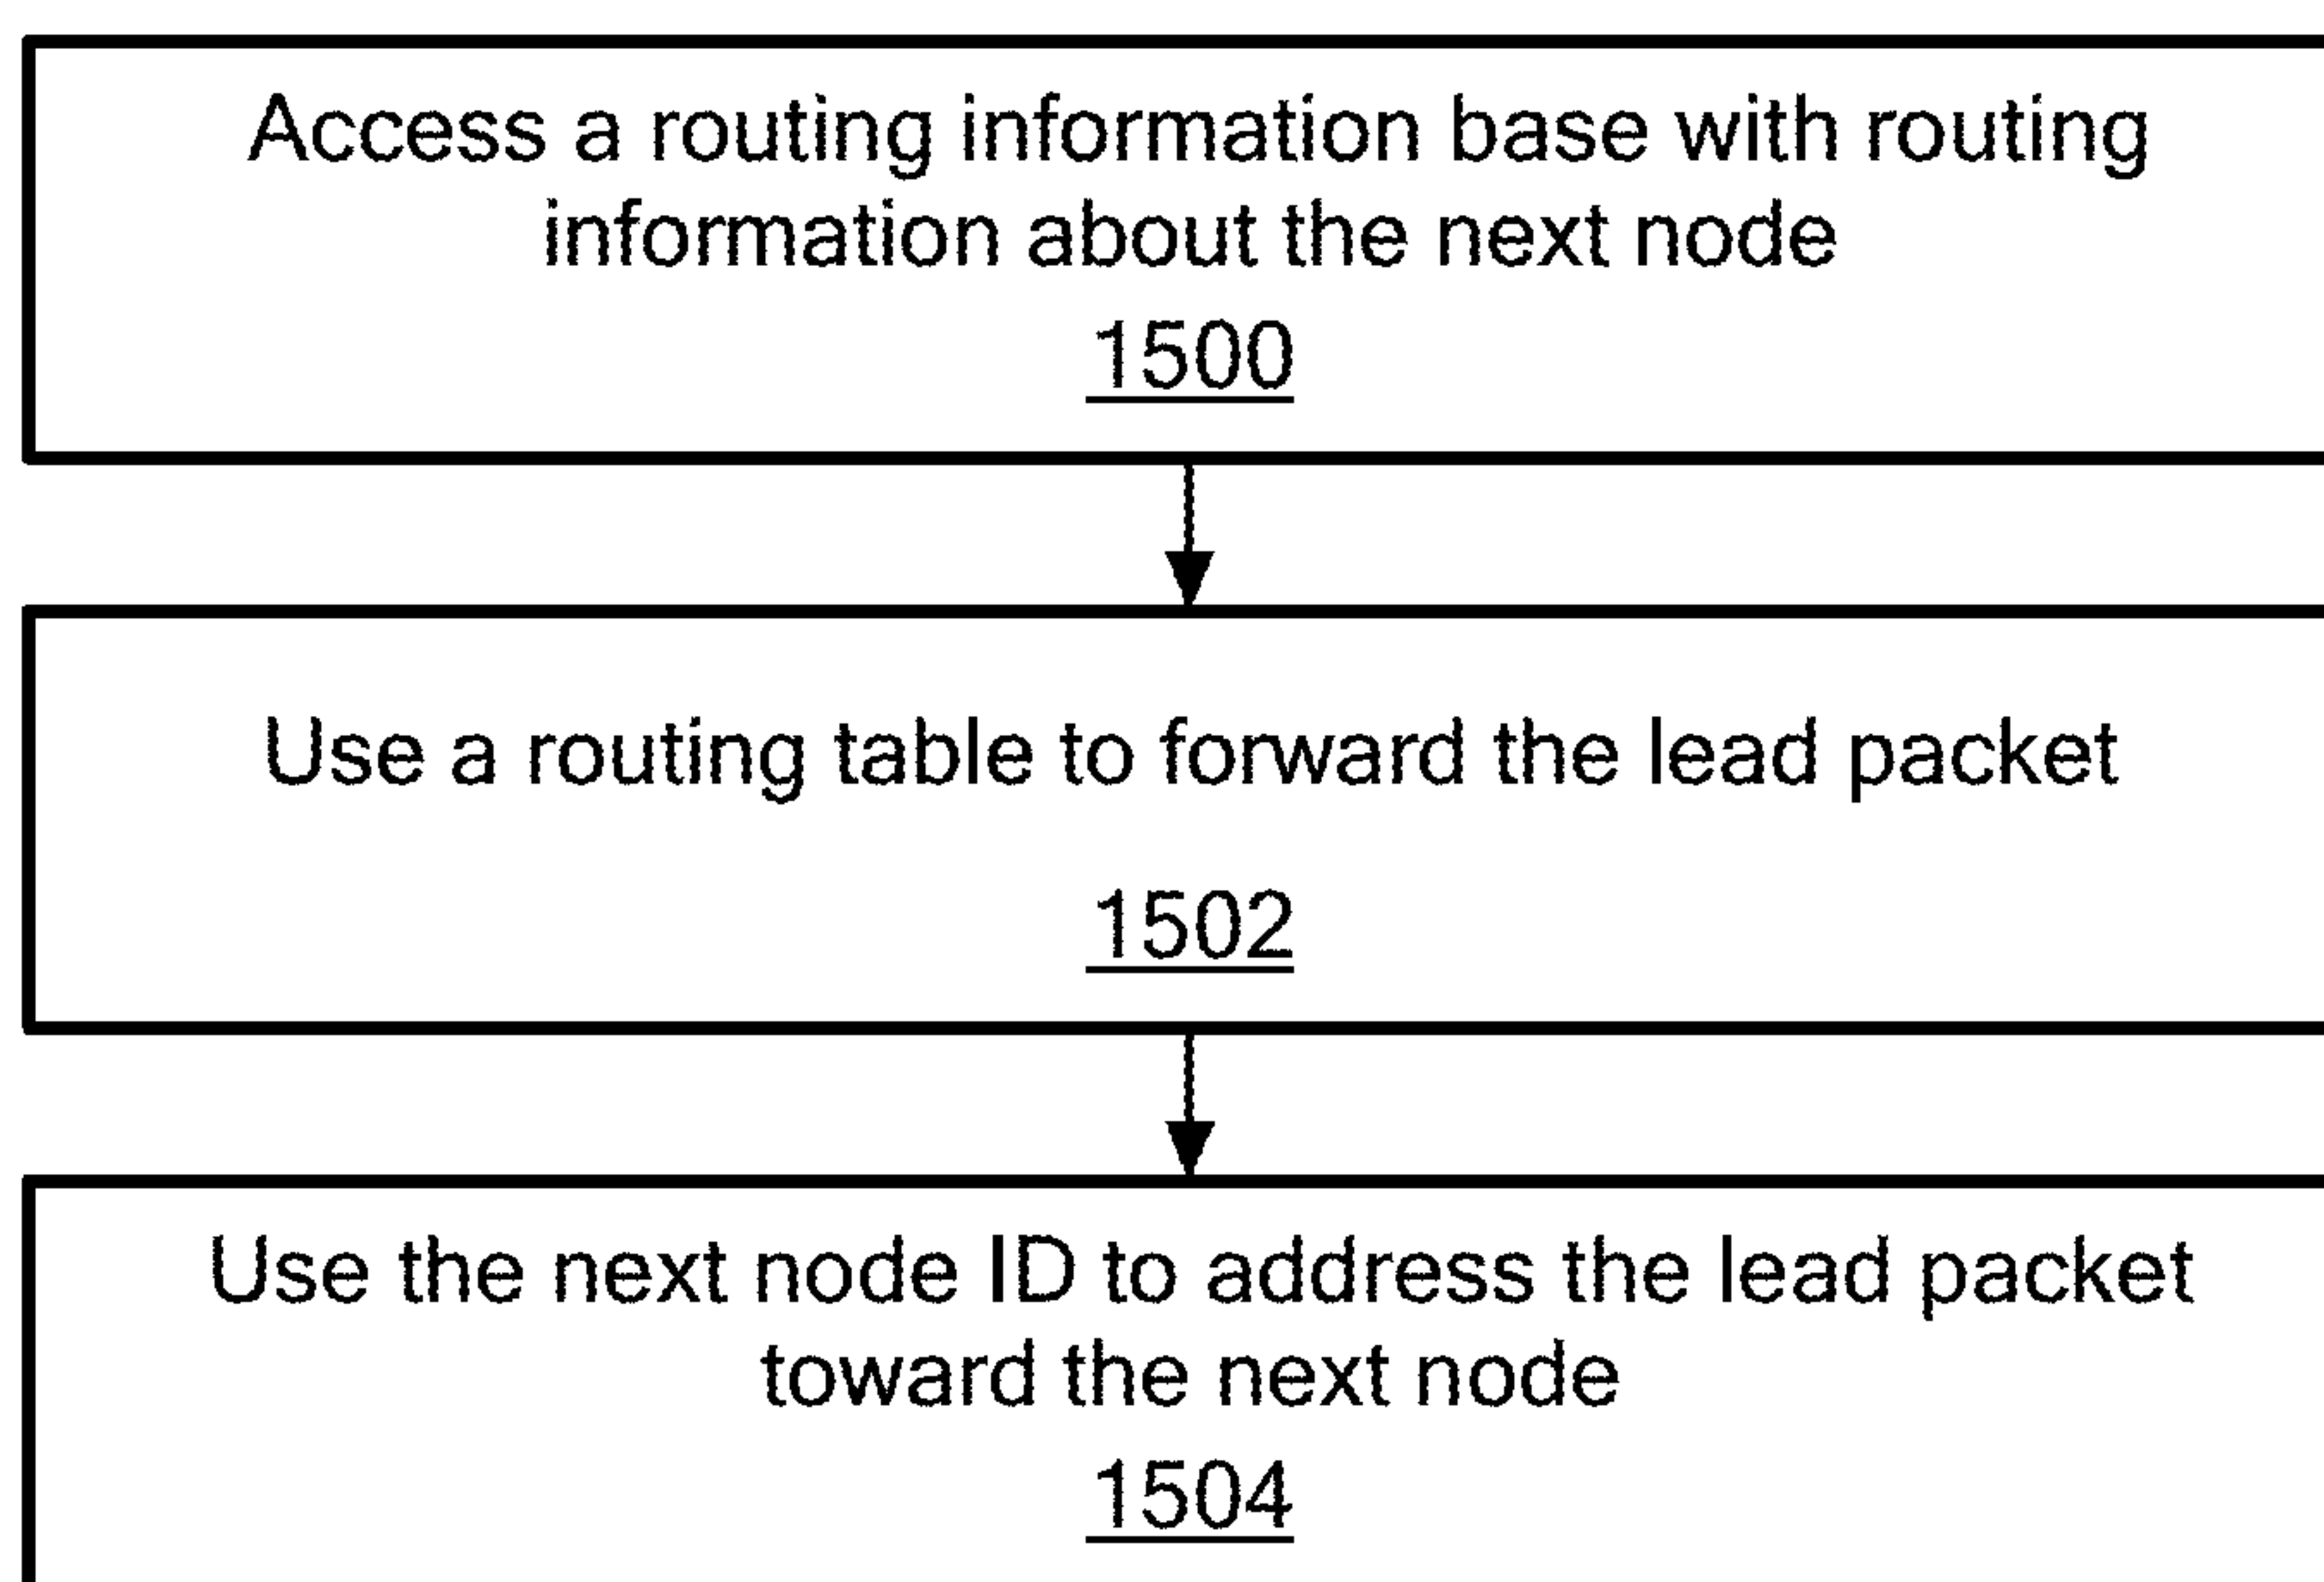 Access a routing information base with routing
information about the next node
1500
Use a routing table to forward the lead packet
1502
Use the next node ID to address the lead packet
toward the next node
1504